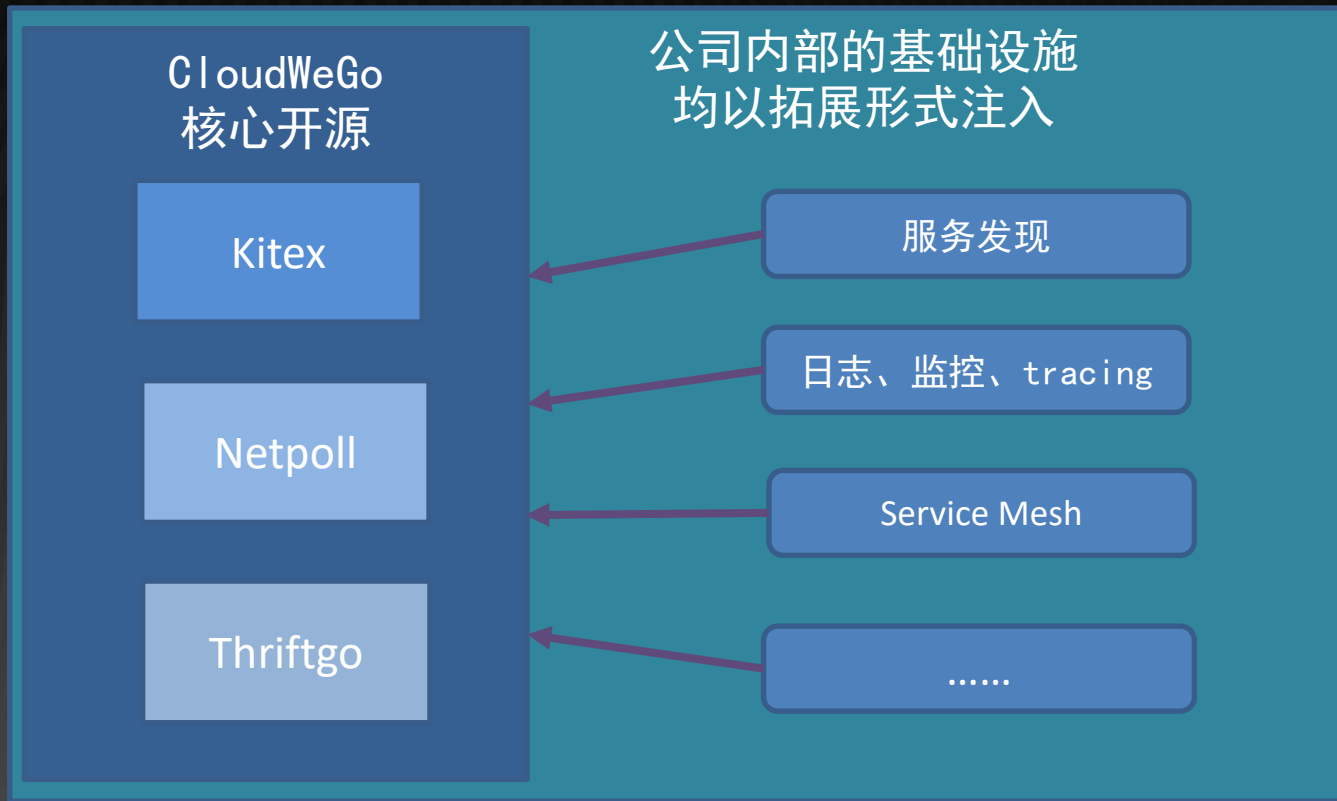 CloudWeGo
核心开源
Kitex
Netpoll
Thriftgo
公司内部的基础设施
均以拓展形式注入
服务发现
日志、监控、tracing
Service Mesh
……